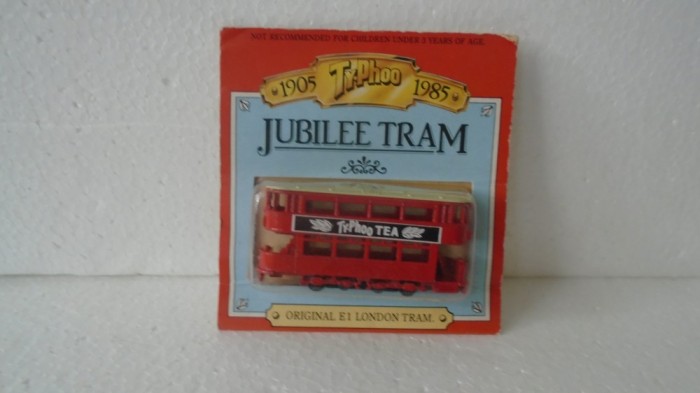 NOT RECOMMENDED FOR CHILDREN UNDER 3 YEARS OF AGE.
1905 Ty·Phoo 1985
JUBILEE TRAM
Ty·Phoo TEA
ORIGINAL E1 LONDON TRAM.